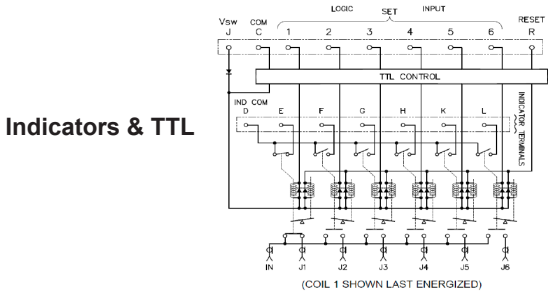 LOGIC SET INPUT
VSW COM RESET
J C 1 2 3 4 5 6 R
TTL CONTROL
IND COM
D E F G H K L
INDICATOR TERMINALS
Indicators & TTL
IN J1 J2 J3 J4 J5 J6
(COIL 1 SHOWN LAST ENERGIZED)